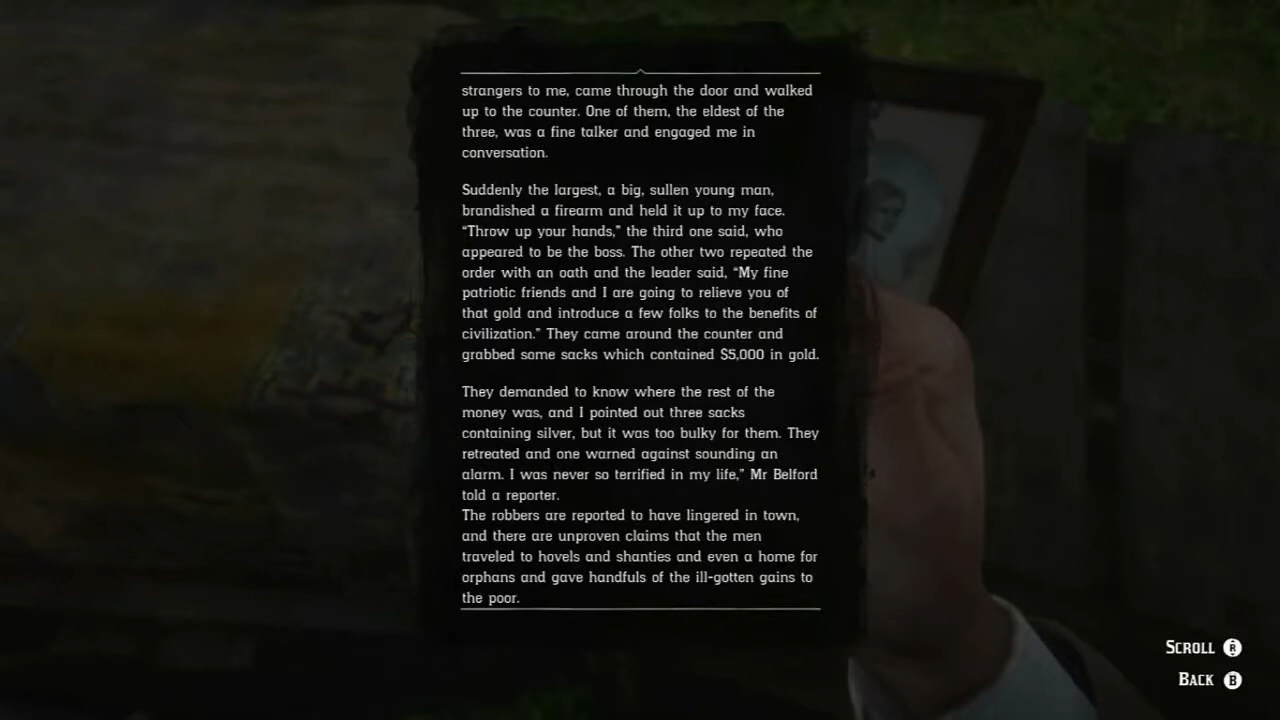 strangers to me, came through the door and walked
up to the counter. One of them, the eldest of the
three, was a fine talker and engaged me in
conversation.
Suddenly the largest, a big, sullen young man,
brandished a firearm and held it up to my face.
“Throw up your hands,” the third one said, who
appeared to be the boss. The other two repeated the
order with an oath and the leader said, “My fine
patriotic friends and I are going to relieve you of
that gold and introduce a few folks to the benefits of
civilization.” They came around the counter and
grabbed some sacks which contained $5,000 in gold.
They demanded to know where the rest of the
money was, and I pointed out three sacks
containing silver, but it was too bulky for them. They
retreated and one warned against sounding an
alarm. I was never so terrified in my life,” Mr Belford
told a reporter.
The robbers are reported to have lingered in town,
and there are unproven claims that the men
traveled to hovels and shanties and even a home for
orphans and gave handfuls of the ill-gotten gains to
the poor.
SCROLL R
BACK B